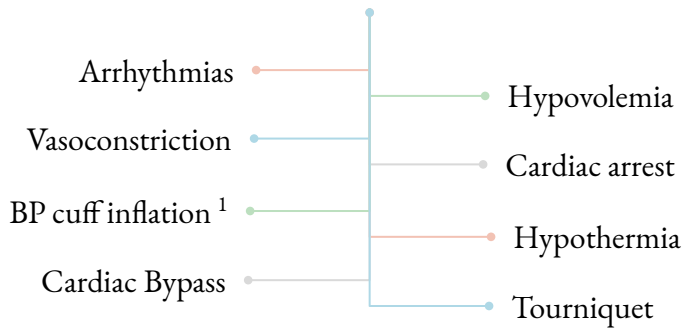 Arrhythmias
Hypovolemia
Vasoconstriction
Cardiac arrest
BP cuff inflation 1
Hypothermia
Cardiac Bypass
Tourniquet